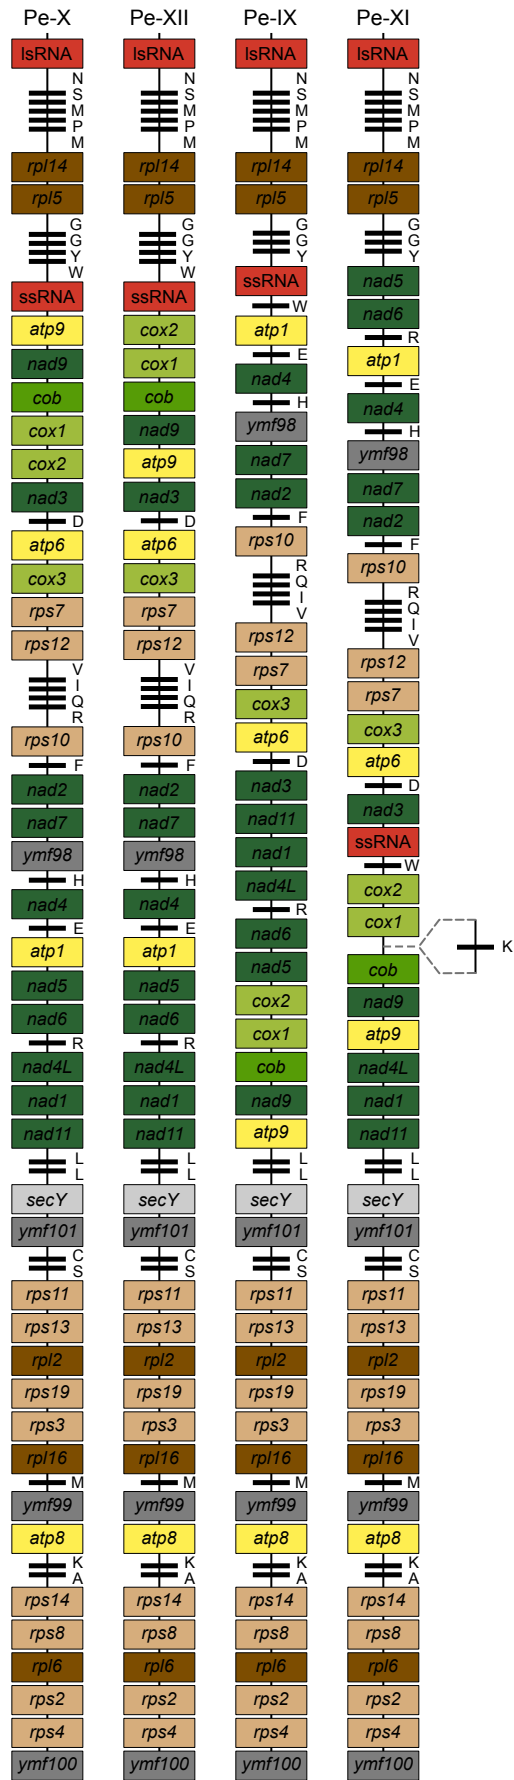 Pe-X
lsRNA
N
S
M
P
M
rpl14
rpl5
G
G
Y
W
ssRNA
atp9
nad9
cob
cox1
cox2
nad3
D
atp6
cox3
rps7
rps12
V
I
Q
R
rps10
F
nad2
nad7
ymf98
H
nad4
E
atp1
nad5
nad6
R
nad4L
nad1
nad11
L
L
secY
ymf101
C
S
rps11
rps13
rpl2
rps19
rps3
rpl16
M
ymf99
atp8
K
A
rps14
rps8
rpl6
rps2
rps4
ymf100
Pe-XII
lsRNA
N
S
M
P
M
rpl14
rpl5
G
G
Y
W
ssRNA
cox2
cox1
cob
nad9
atp9
nad3
D
atp6
cox3
rps7
rps12
V
I
Q
R
rps10
F
nad2
nad7
ymf98
H
nad4
E
atp1
nad5
nad6
R
nad4L
nad1
nad11
L
L
secY
ymf101
C
S
rps11
rps13
rpl2
rps19
rps3
rpl16
M
ymf99
atp8
K
A
rps14
rps8
rpl6
rps2
rps4
ymf100
Pe-IX
lsRNA
N
S
M
P
M
rpl14
rpl5
G
G
Y
ssRNA
W
atp1
E
nad4
H
ymf98
nad7
nad2
F
rps10
R
Q
I
V
rps12
rps7
cox3
atp6
D
nad3
nad11
nad1
nad4L
R
nad6
nad5
cox2
cox1
cob
nad9
atp9
L
L
secY
ymf101
C
S
rps11
rps13
rpl2
rps19
rps3
rpl16
M
ymf99
atp8
K
A
rps14
rps8
rpl6
rps2
rps4
ymf100
Pe-XI
lsRNA
N
S
M
P
M
rpl14
rpl5
G
G
Y
nad5
nad6
R
atp1
E
nad4
H
ymf98
nad7
nad2
F
rps10
R
Q
I
V
rps12
rps7
cox3
atp6
D
nad3
ssRNA
W
cox2
cox1
K
cob
nad9
atp9
nad4L
nad1
nad11
L
L
secY
ymf101
C
S
rps11
rps13
rpl2
rps19
rps3
rpl16
M
ymf99
atp8
K
A
rps14
rps8
rpl6
rps2
rps4
ymf100